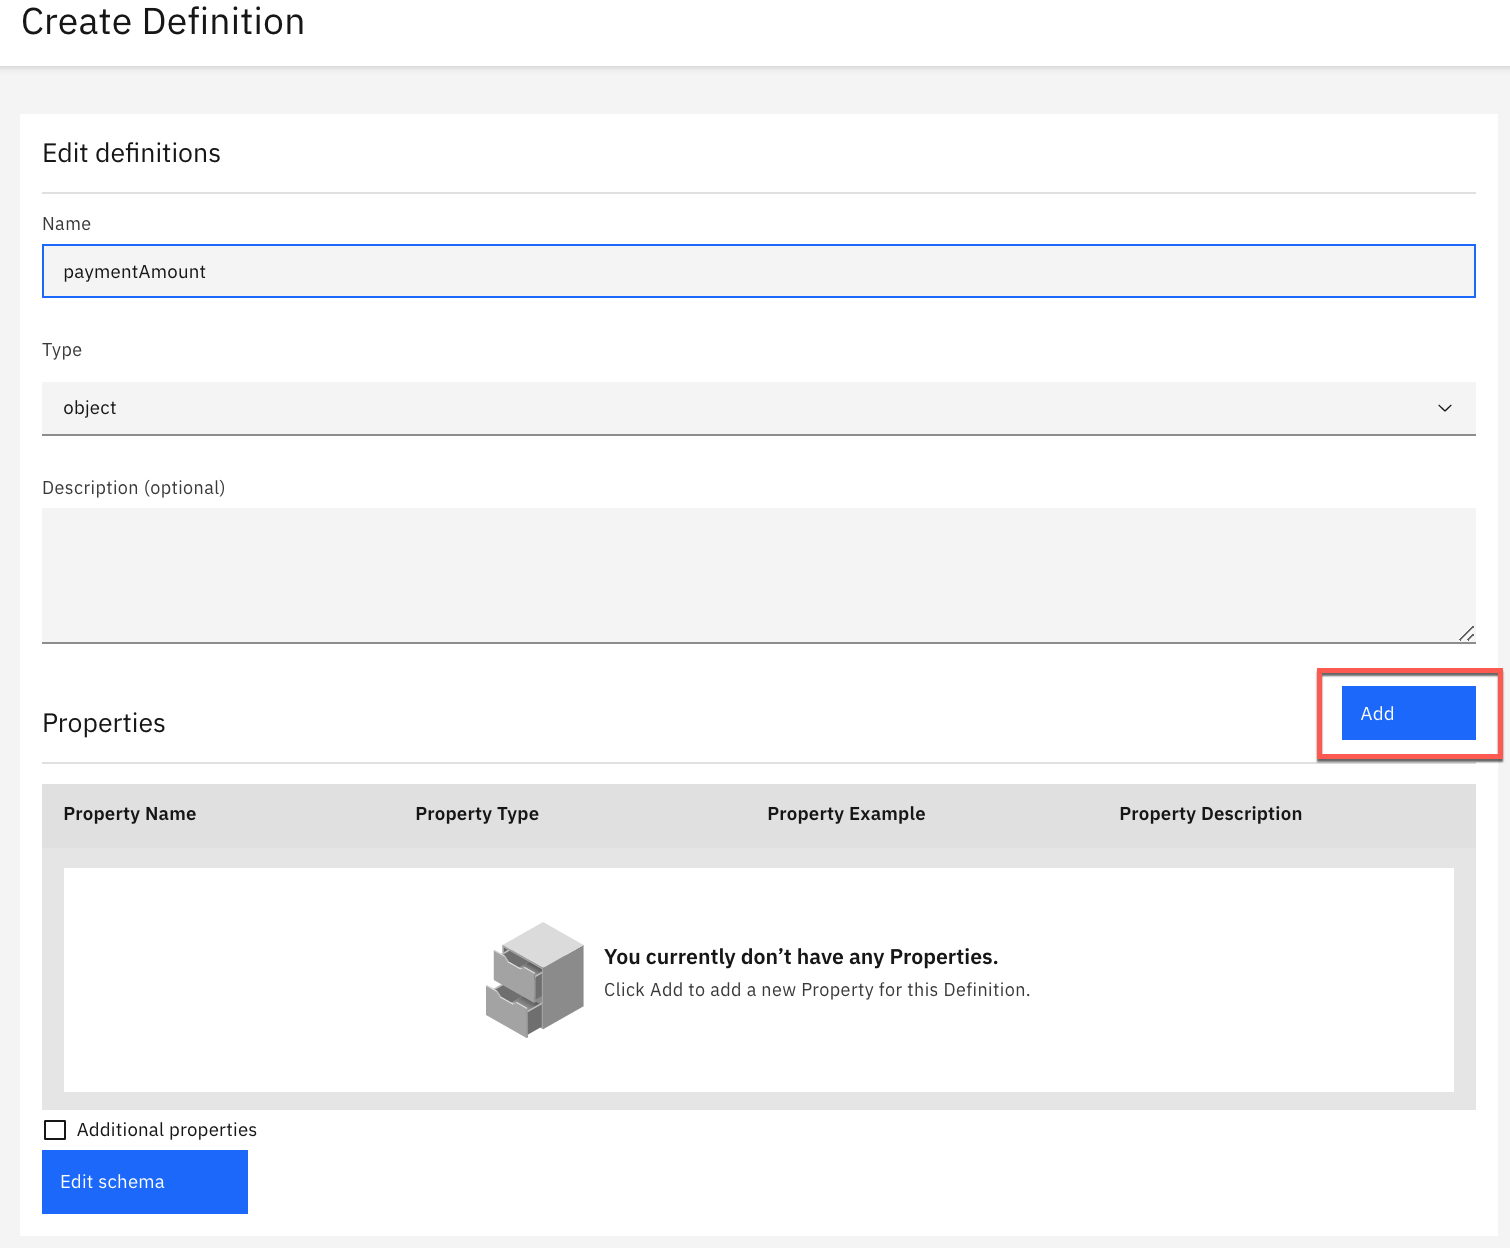 Create Definition
Edit definitions
Name
paymentAmount
Type
object
Description (optional)
Properties
Add
Property Name Property Type Property Example Property Description
You currently don’t have any Properties.
Click Add to add a new Property for this Definition.
Additional properties
Edit schema